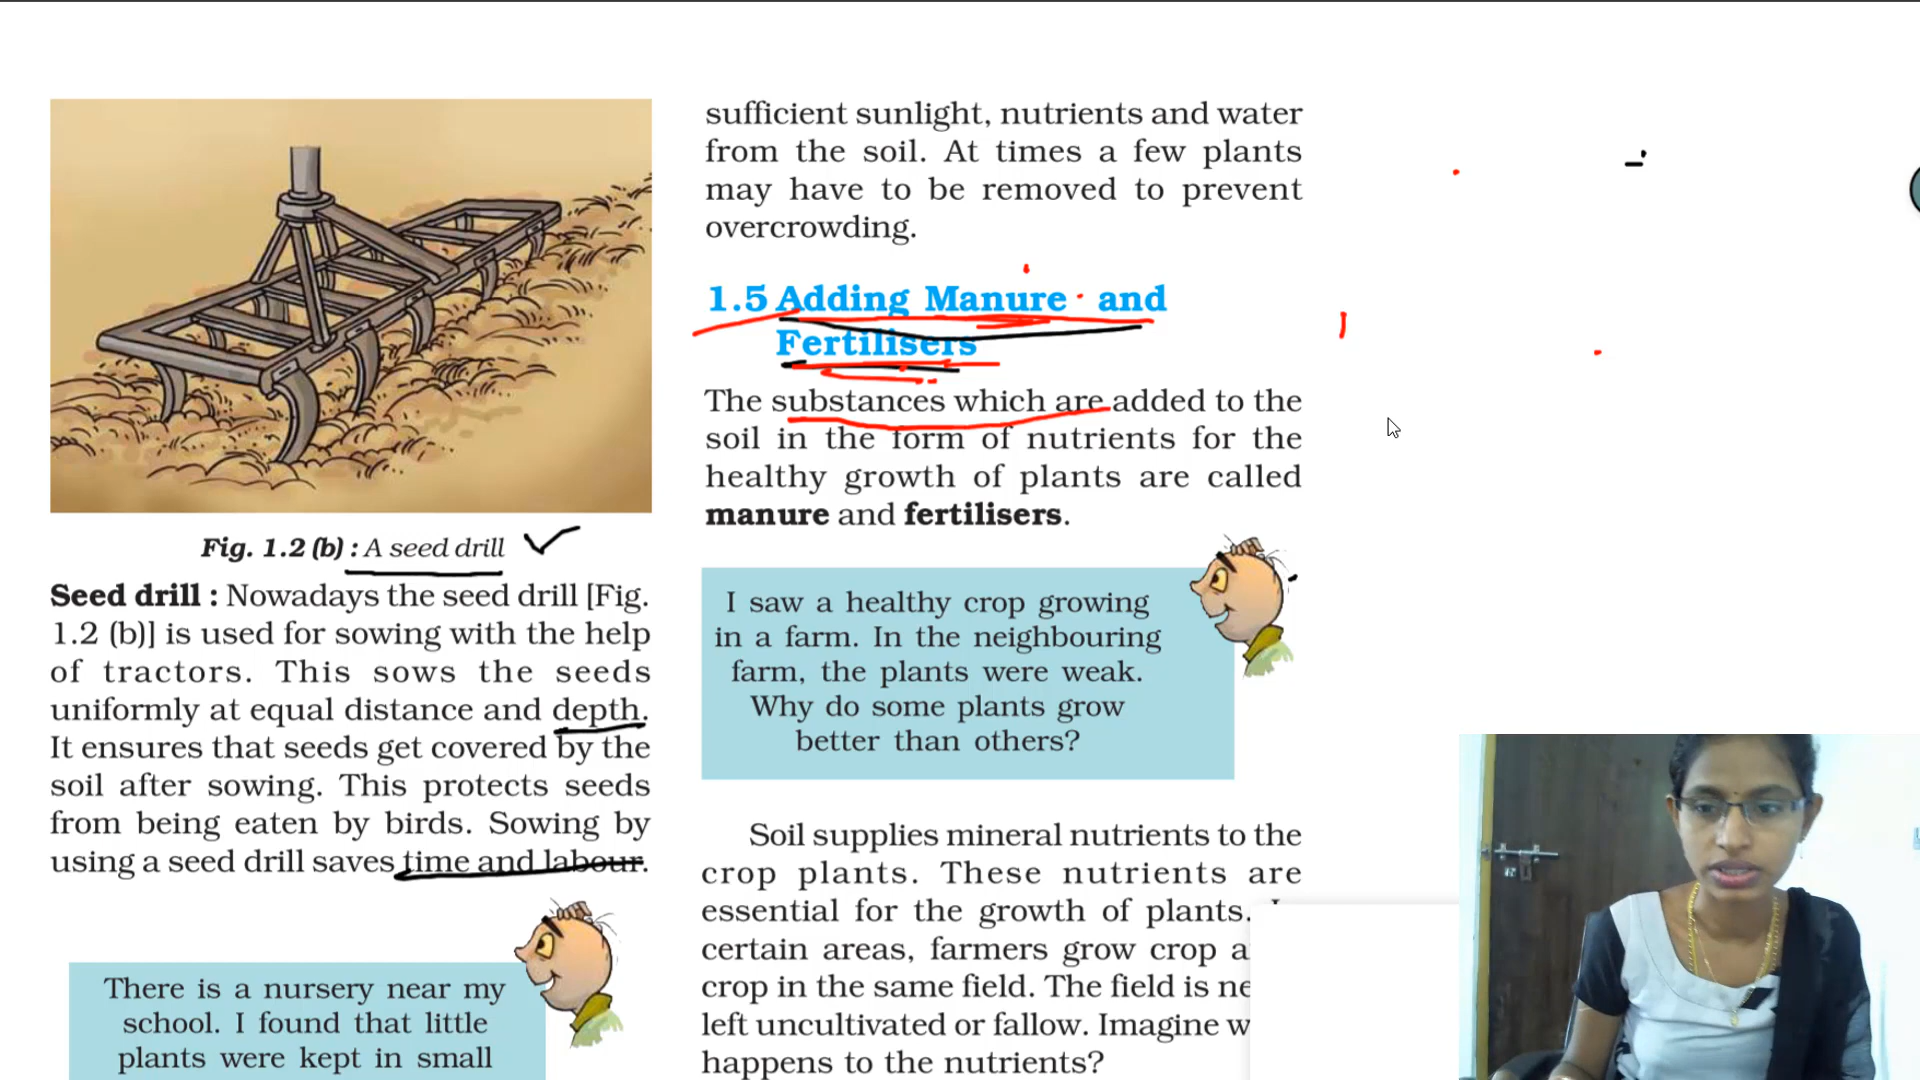 Fig. 1.2 (b) : A seed drill
Seed drill : Nowadays the seed drill [Fig.
1.2 (b)] is used for sowing with the help
of tractors. This sows the seeds
uniformly at equal distance and depth.
It ensures that seeds get covered by the
soil after sowing. This protects seeds
from being eaten by birds. Sowing by
using a seed drill saves time and labour.
There is a nursery near my
school. I found that little
plants were kept in small
sufficient sunlight, nutrients and water
from the soil. At times a few plants
may have to be removed to prevent
overcrowding.
1.5 Adding Manure and
Fertilisers
The substances which are added to the
soil in the form of nutrients for the
healthy growth of plants are called
manure and fertilisers.
I saw a healthy crop growing
in a farm. In the neighbouring
farm, the plants were weak.
Why do some plants grow
better than others?
Soil supplies mineral nutrients to the
crop plants. These nutrients are
essential for the growth of plants.
certain areas, farmers grow crop
crop in the same field. The field is
left uncultivated or fallow. Imagine
happens to the nutrients?